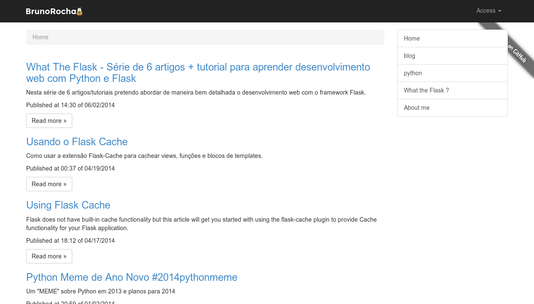 BrunoRocha
Access
Home
What The Flask - Série de 6 artigos + tutorial para aprender desenvolvimento
web com Python e Flask
Nesta série de 6 artigos/tutoriais pretendo abordar de maneira bem detalhada o desenvolvimento web com o framework Flask.
Published at 14:30 of 06/02/2014
Read more »
Usando o Flask Cache
Como usar a extensão Flask-Cache para cachear views, funções e blocos de templates.
Published at 00:37 of 04/19/2014
Read more »
Using Flask Cache
Flask does not have built-in cache functionality but this article will get you started with using the flask-cache plugin to provide Cache
functionality for your Flask application.
Published at 18:12 of 04/17/2014
Read more »
Python Meme de Ano Novo #2014pythonmeme
Um "MEME" sobre Python em 2013 e planos para 2014
Home
blog
python
What the Flask ?
About me
on GitHub